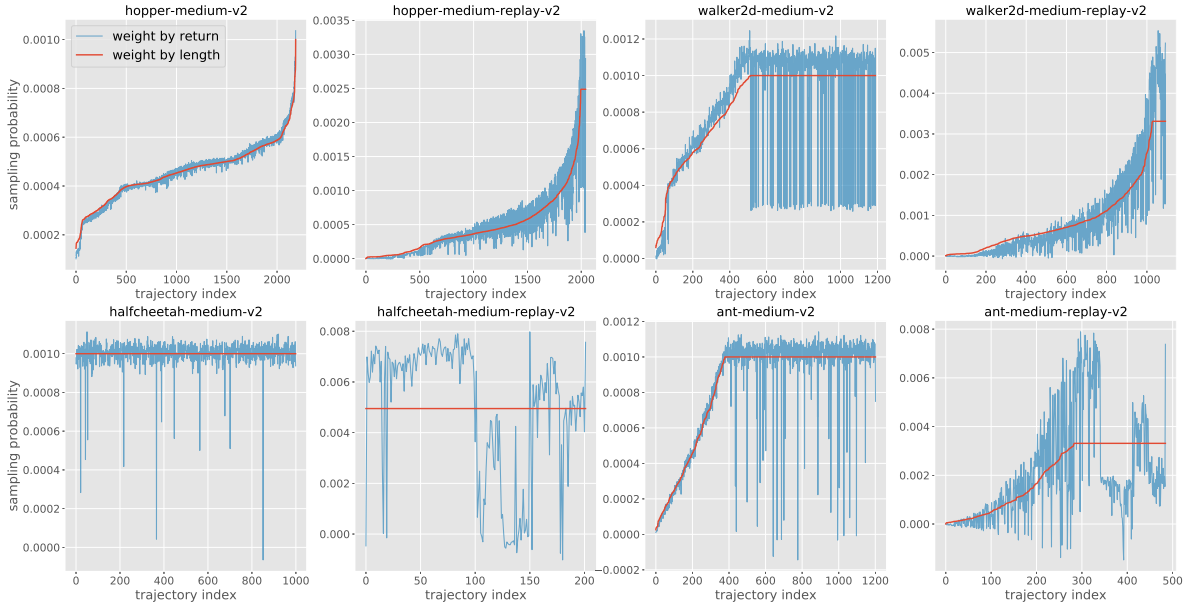 hopper-medium-v2
hopper-medium-replay-v2
walker2d-medium-v2
walker2d-medium-replay-v2
weight by return
weight by length
sampling probability
0.0010
0.0008
0.0006
0.0004
0.0002
0 500 1000 1500 2000
trajectory index
0.0035
0.0030
0.0025
0.0020
0.0015
0.0010
0.0005
0.0000
0 500 1000 1500 2000
trajectory index
0.0012
0.0010
0.0008
0.0006
0.0004
0.0002
0.0000
0 200 400 600 800 1000 1200
trajectory index
0.005
0.004
0.003
0.002
0.001
0.000
0 200 400 600 800 1000
trajectory index
halfcheetah-medium-v2
halfcheetah-medium-replay-v2
ant-medium-v2
ant-medium-replay-v2
sampling probability
0.0010
0.0008
0.0006
0.0004
0.0002
0.0000
0 200 400 600 800 1000
trajectory index
0.008
0.006
0.004
0.002
0.000
0 50 100 150 200
trajectory index
0.0012
0.0010
0.0008
0.0006
0.0004
0.0002
0.0000
−0.0002
0 200 400 600 800 1000 1200
trajectory index
0.008
0.006
0.004
0.002
0.000
0 100 200 300 400 500
trajectory index